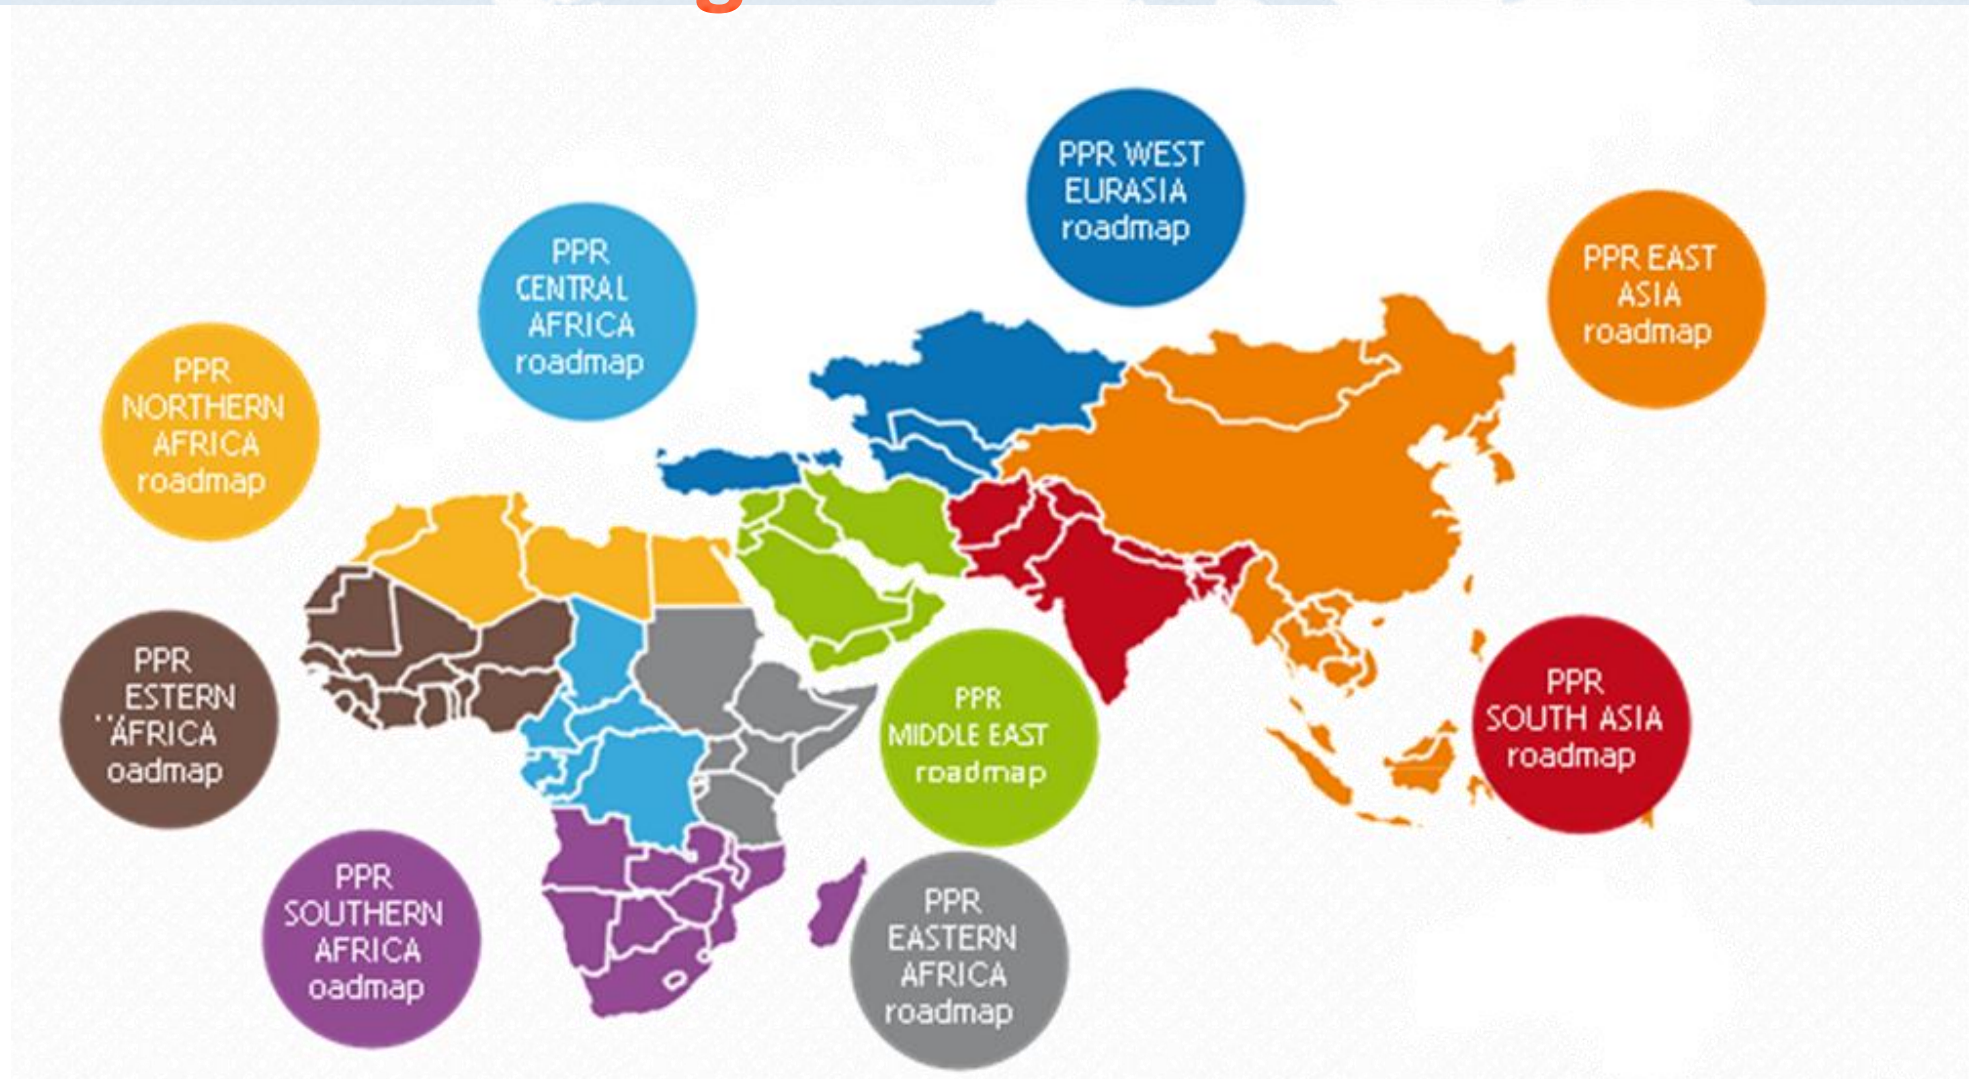 g
PPR WEST
EURASIA
roadmap
PPR
CENTRAL
AFRICA
roadmap
PPR EAST
ASIA
roadmap
PPR
NORTHERN
AFRICA
roadmap
PPR
ESTERN
AFRICA
oadmap
PPR
MIDDLE EAST
roadmap
PPR
SOUTH ASIA
roadmap
PPR
SOUTHERN
AFRICA
oadmap
PPR
EASTERN
AFRICA
roadmap